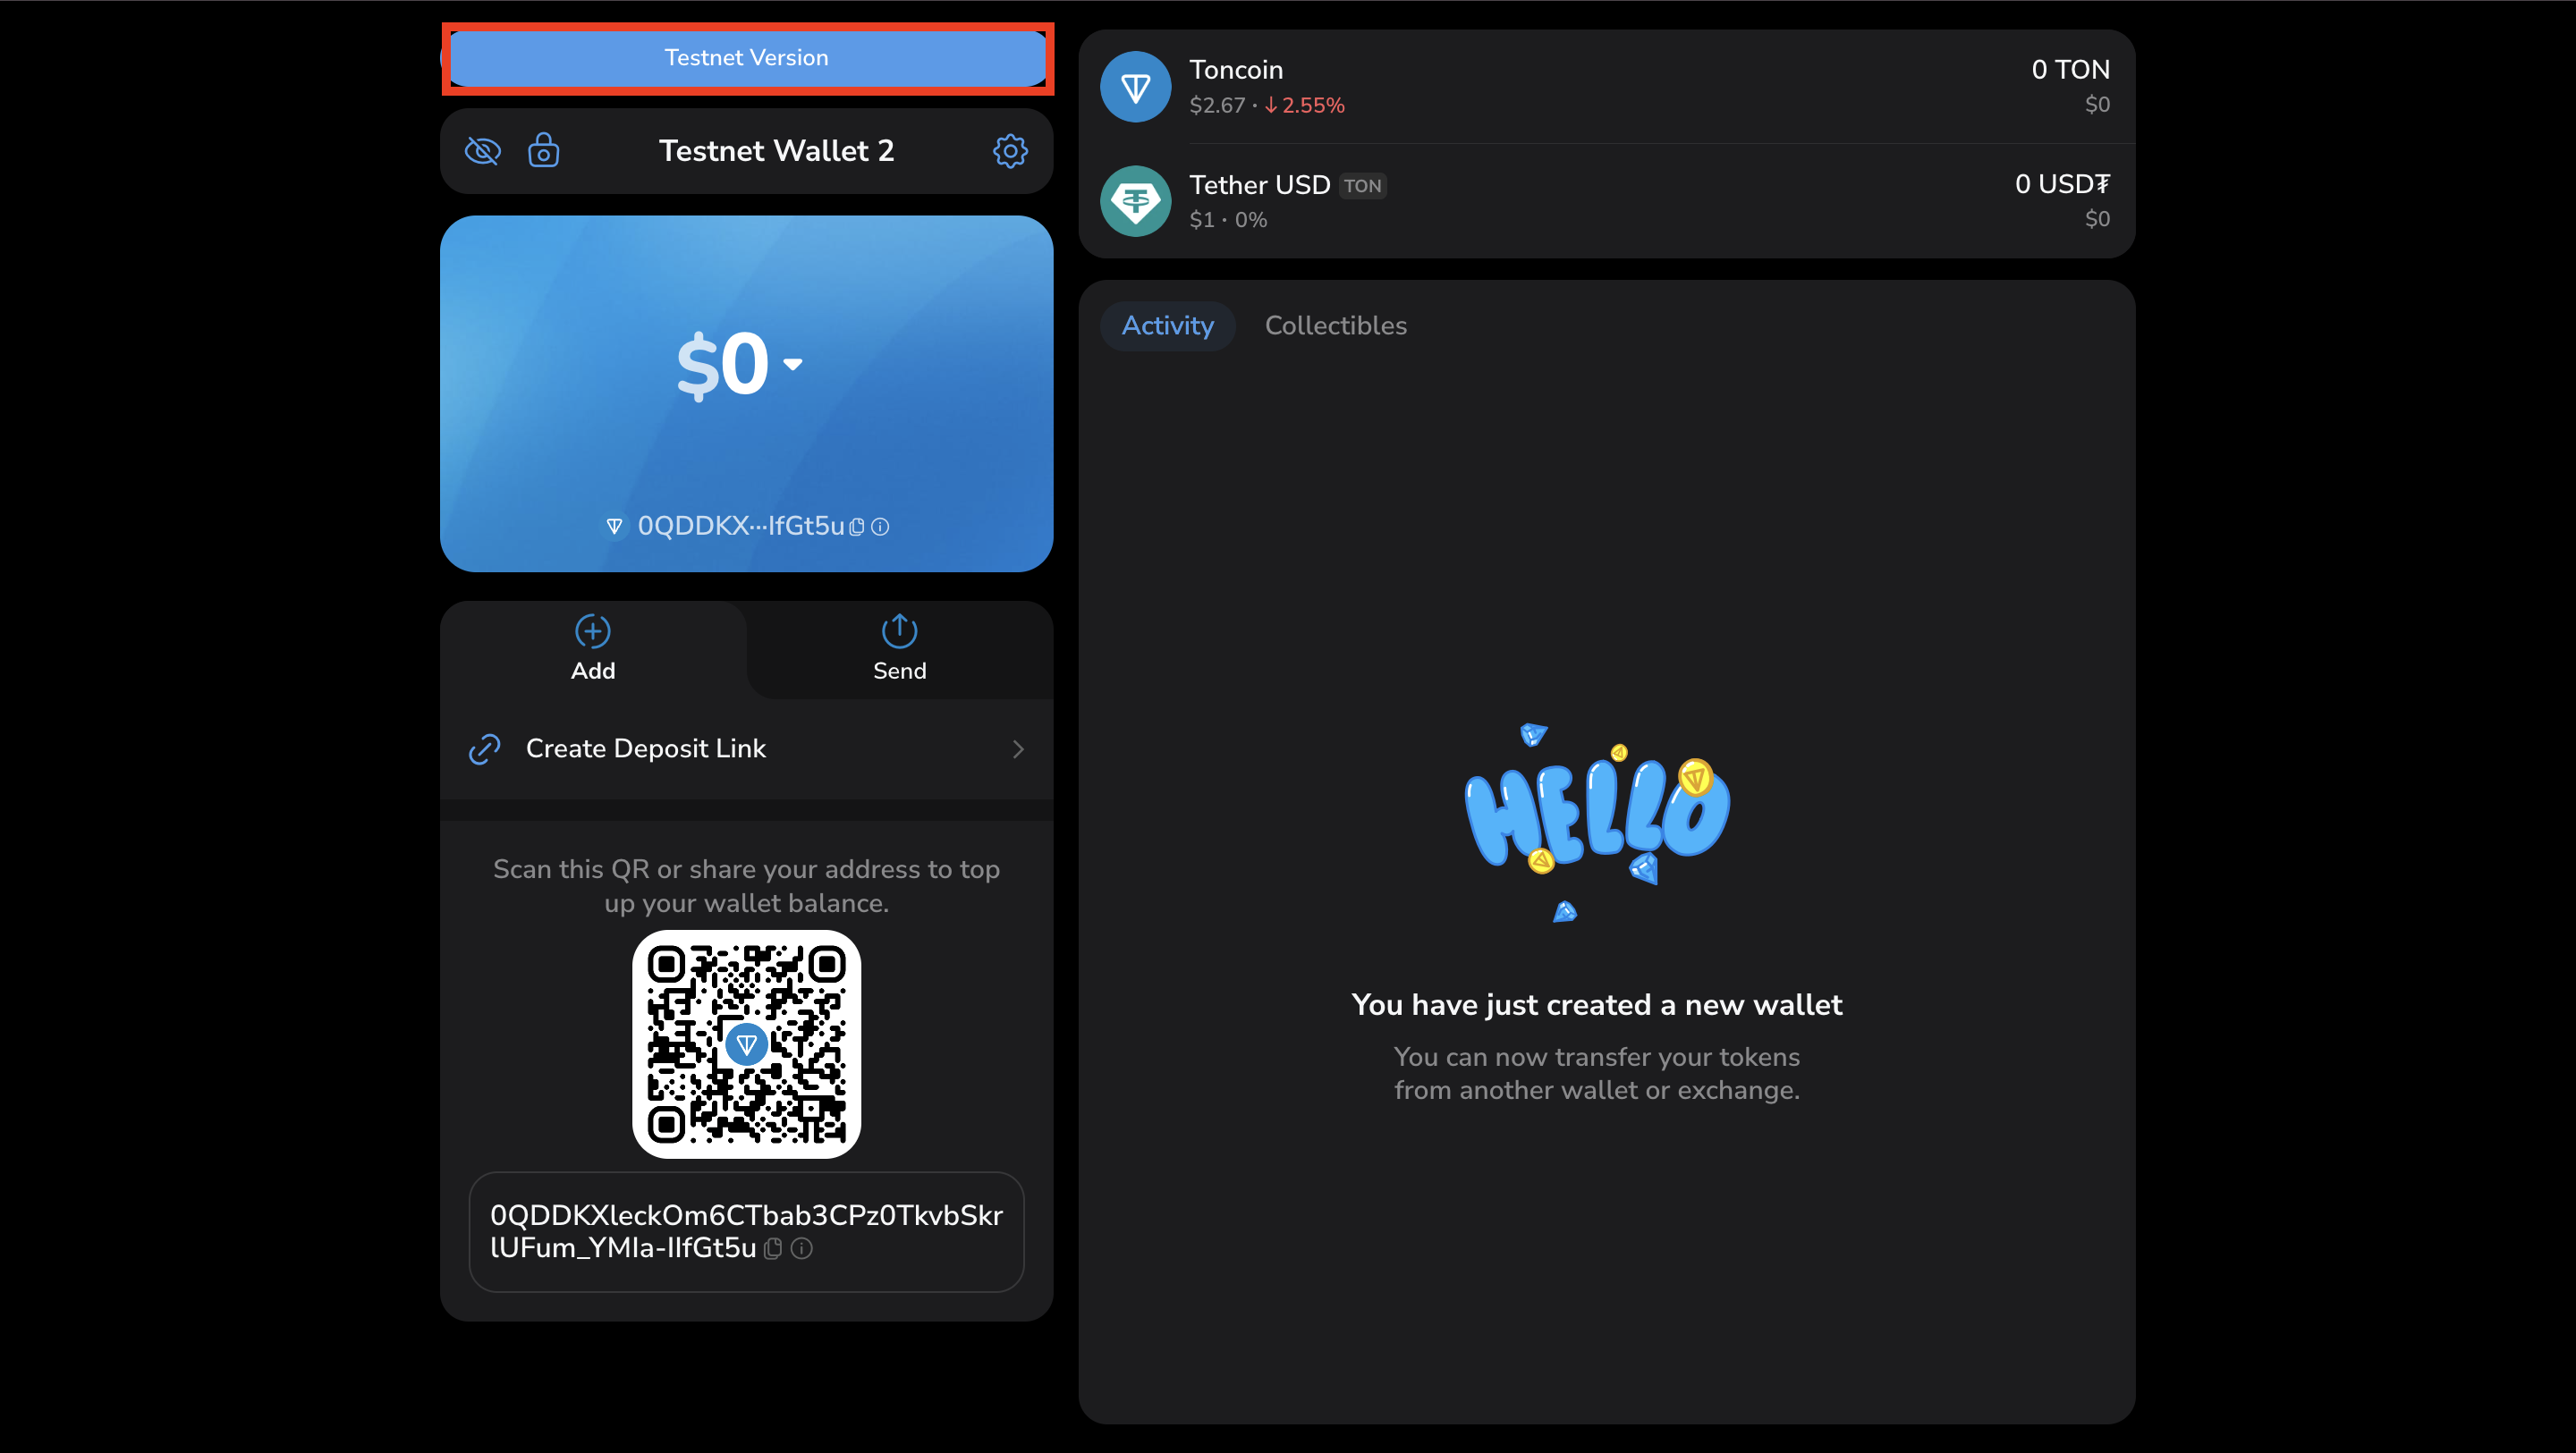 Testnet Version
Testnet Wallet 2
$0
0QDDKX···IfGt5u
Add
Send
Create Deposit Link
Scan this QR or share your address to top
up your wallet balance.
0QDDKXleckOm6CTbab3CPz0TkvbSkr
lUFum_YMIa-IIfGt5u
Toncoin
$2.67 · ↓2.55%
0 TON
$0
Tether USD TON
$1 · 0%
0 USD₮
$0
Activity
Collectibles
HELLO
You have just created a new wallet
You can now transfer your tokens
from another wallet or exchange.